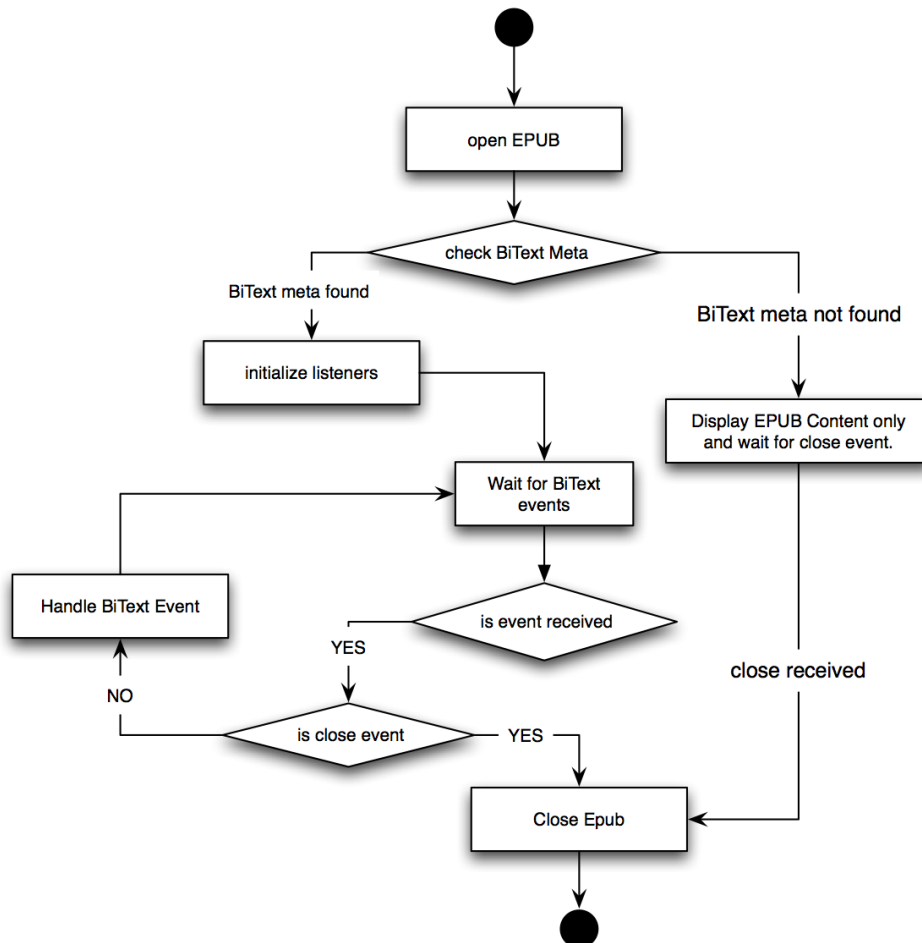 open EPUB
check BiText Meta
BiText meta found
BiText meta not found
initialize listeners
Display EPUB Content only
and wait for close event.
Wait for BiText
events
Handle BiText Event
is event received
YES
close received
NO
is close event
YES
Close Epub